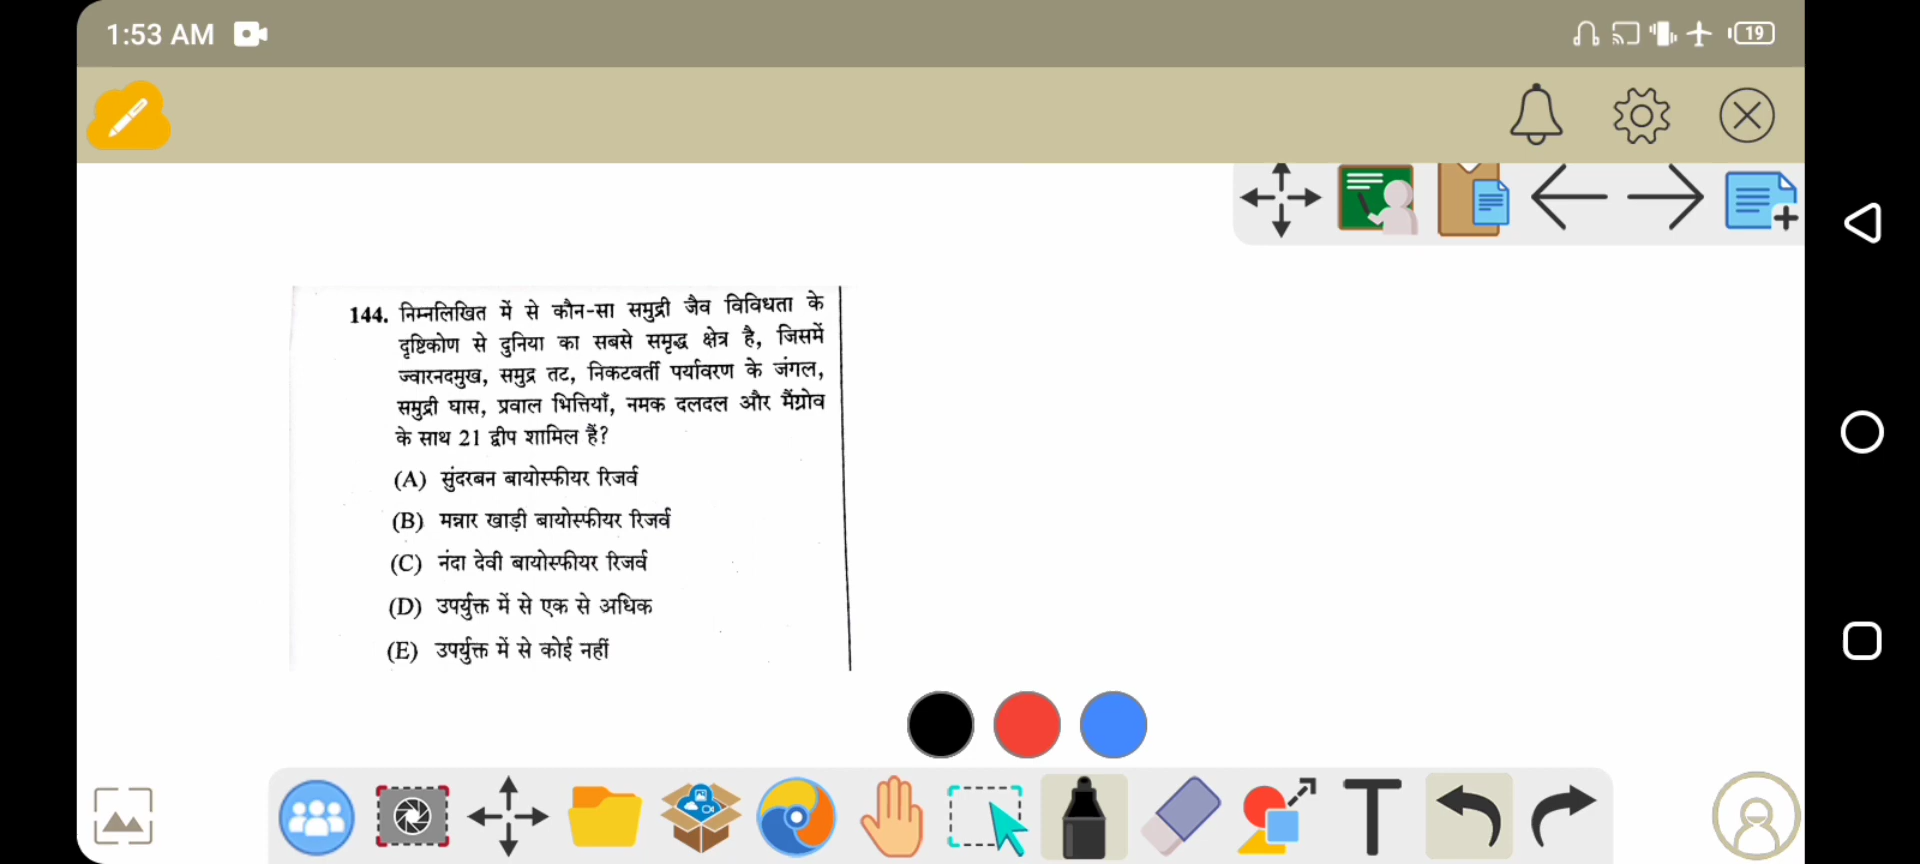 1:53 AM
19
144. निम्नलिखित में से कौन-सा समुद्री जैव विविधता के
दृष्टिकोण से दुनिया का सबसे समृद्ध क्षेत्र है, जिसमें
ज्वारनदमुख, समुद्र तट, निकटवर्ती पर्यावरण के जंगल,
समुद्री घास, प्रवाल भित्तियाँ, नमक दलदल और मैंग्रोव
के साथ 21 द्वीप शामिल हैं?
(A) सुंदरबन बायोस्फीयर रिजर्व
(B) मन्नार खाड़ी बायोस्फीयर रिजर्व
(C) नंदा देवी बायोस्फीयर रिजर्व
(D) उपर्युक्त में से एक से अधिक
(E) उपर्युक्त में से कोई नहीं
T